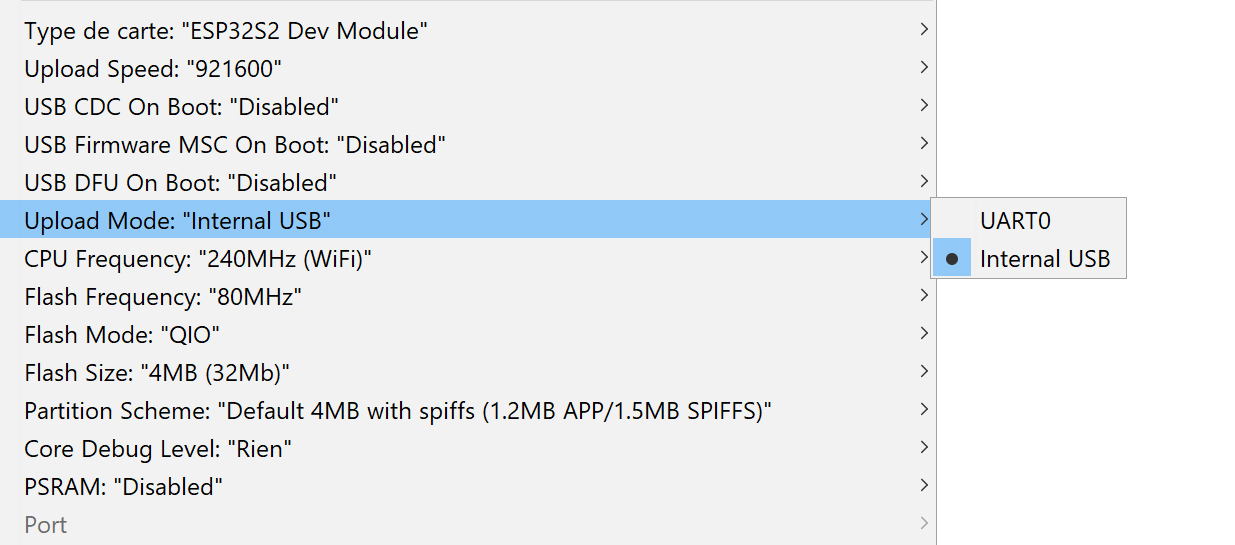 Type de carte: "ESP32S2 Dev Module"
Upload Speed: "921600"
USB CDC On Boot: "Disabled"
USB Firmware MSC On Boot: "Disabled"
USB DFU On Boot: "Disabled"
Upload Mode: "Internal USB"
UART0
Internal USB
CPU Frequency: "240MHz (WiFi)"
Flash Frequency: "80MHz"
Flash Mode: "QIO"
Flash Size: "4MB (32Mb)"
Partition Scheme: "Default 4MB with spiffs (1.2MB APP/1.5MB SPIFFS)"
Core Debug Level: "Rien"
PSRAM: "Disabled"
Port